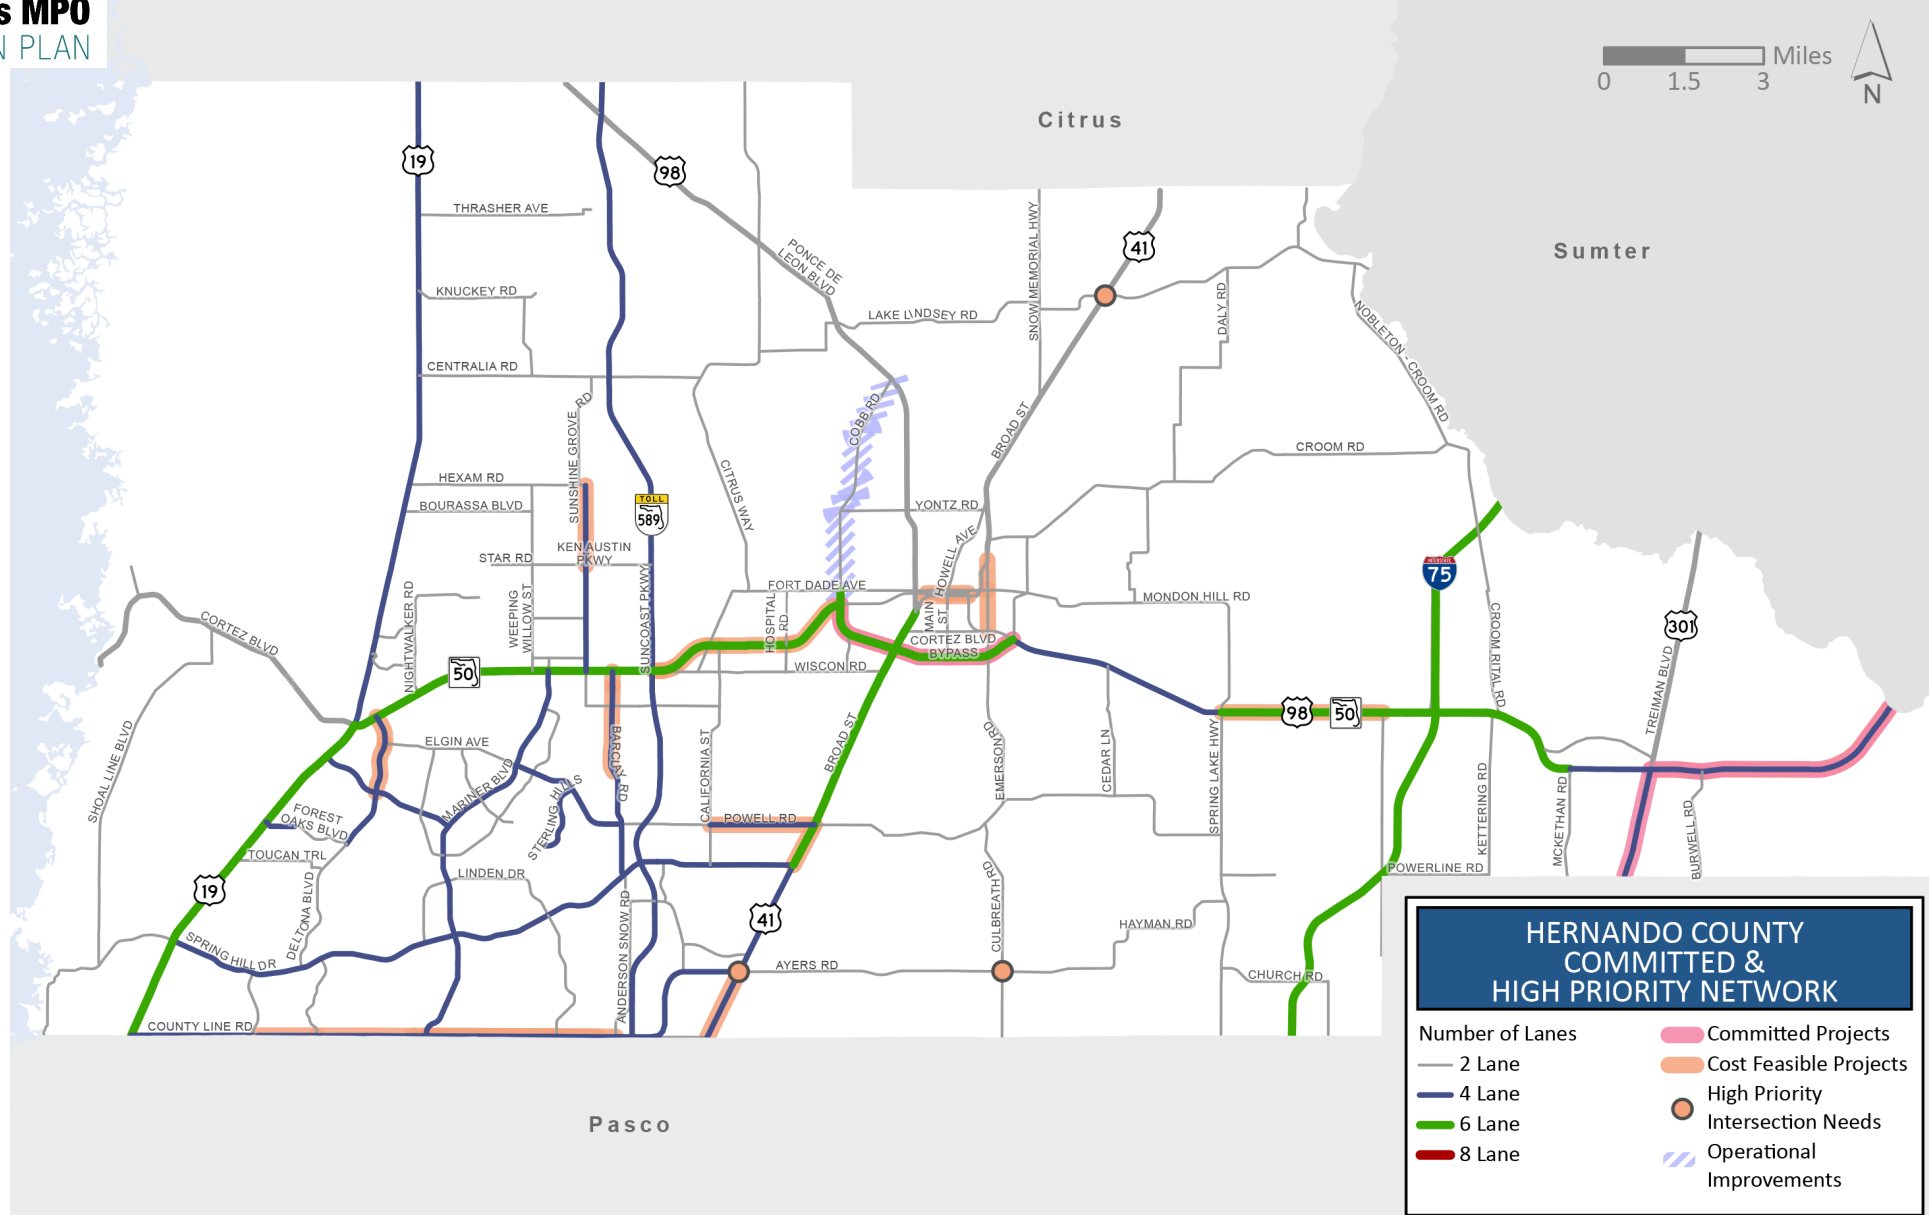 s MPO
N PLAN
Miles
0 1.5 3
N
Citrus
Sumter
Pasco
19
98
THRASHER AVE
KNUCKEY RD
CENTRALIA RD
PONCE DE
LEON BLVD
LAKE LINDSEY RD
SNOW MEMORIAL HWY
41
DALY RD
NOBLETON - CROOM RD
SUNSHINE GROVE RD
COBB RD
BROAD ST
CROOM RD
HEXAM RD
BOURASSA BLVD
CITRUS WAY
TOLL
589
YONTZ RD
STAR RD
KEN AUSTIN
PKWY
HOWELL AVE
INTERSTATE
75
FORT DADE AVE
MONDON HILL RD
NIGHTWALKER RD
WEEPING
WILLOW ST
SUNCOAST PKWY
HOSPITAL
RD
MAIN
ST
CORTEZ BLVD
CORTEZ BLVD
BYPASS
CROOM RITAL RD
301
50
WISCON RD
TREIMAN BLVD
98
50
SHOAL LINE BLVD
ELGIN AVE
BARCLAY RD
CALIFORNIA ST
BROAD ST
EMERSON RD
CEDAR LN
SPRING LAKE HWY
KETTERING RD
MCKETHAN RD
BURWELL RD
MARINER BLVD
STERLING HILLS
FOREST
OAKS BLVD
POWELL RD
TOUCAN TRL
LINDEN DR
POWERLINE RD
19
DELTONA BLVD
ANDERSON SNOW RD
41
CULBREATH RD
HAYMAN RD
SPRING HILL DR
AYERS RD
CHURCH RD
COUNTY LINE RD
HERNANDO COUNTY
COMMITTED &
HIGH PRIORITY NETWORK
Number of Lanes
2 Lane
4 Lane
6 Lane
8 Lane
Committed Projects
Cost Feasible Projects
High Priority
Intersection Needs
Operational
Improvements